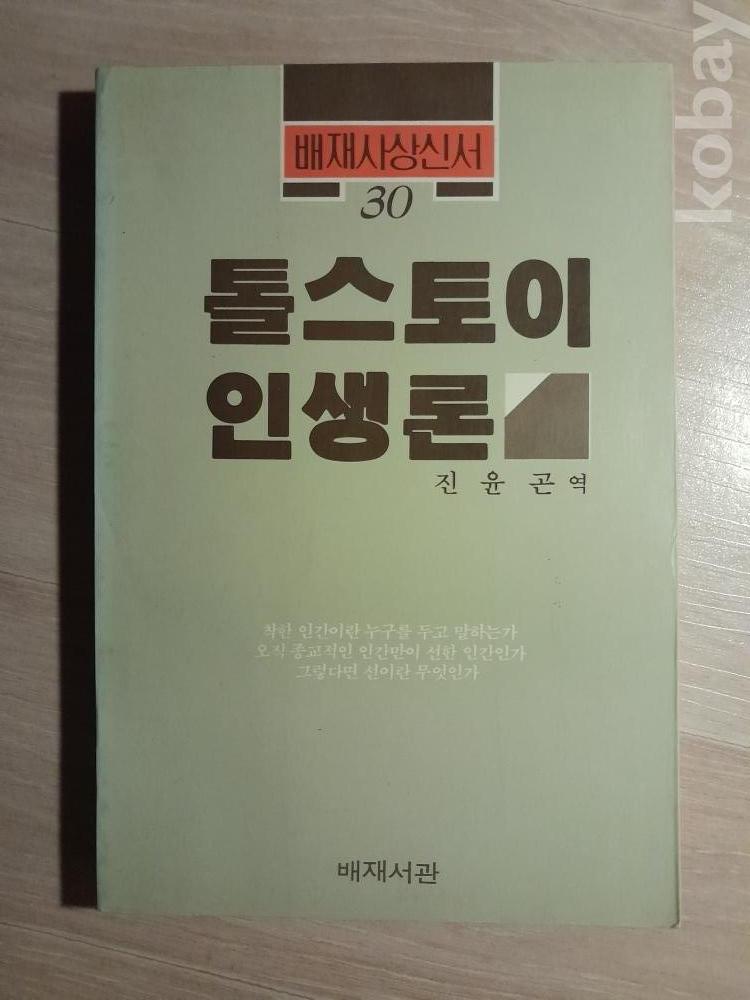 배재사상신서
30
톨스토이
인생론
진윤곤 역
착한 인간이란 누구를 두고 말하는가
오직 종교적인 인간만이 선한 인간인가
그렇다면 선이란 무엇인가
배재서관
kobay